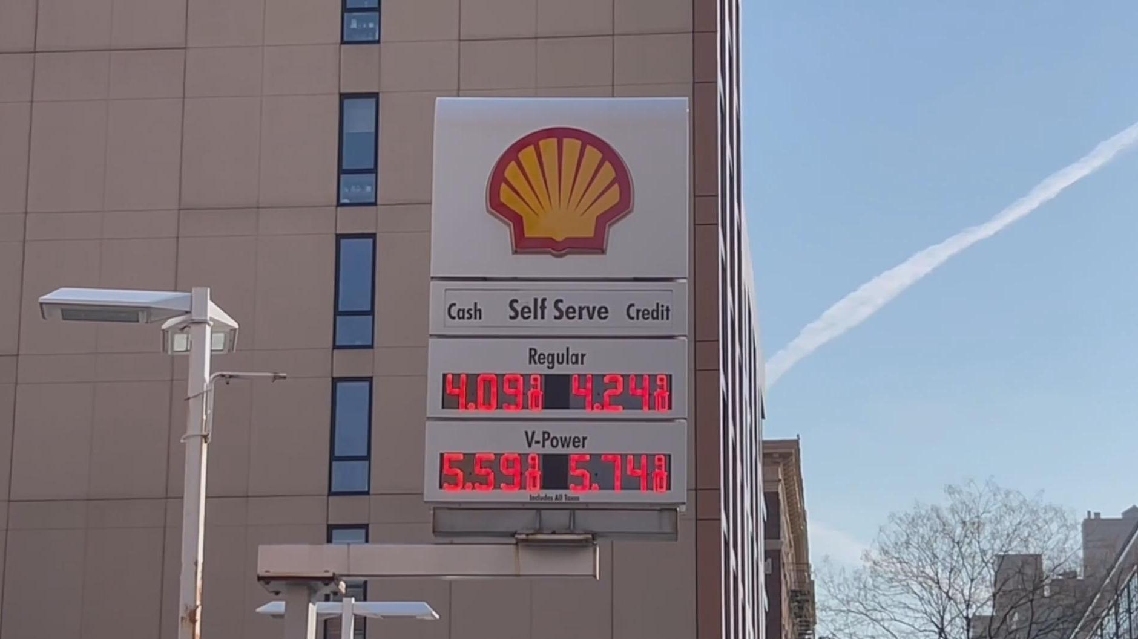 Cash Self Serve Credit
Regular
4.09 9/10 4.24 9/10
V-Power
5.59 9/10 5.74 9/10
Includes All Taxes